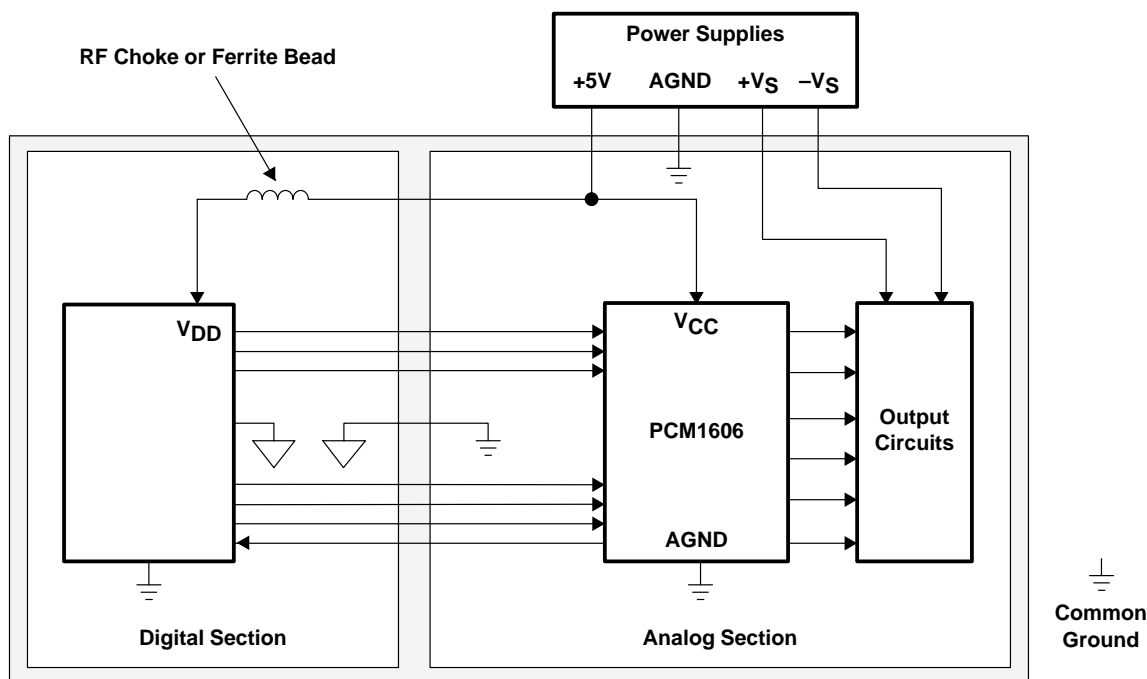 Power Supplies
RF Choke or Ferrite Bead
+5V AGND +VS –VS
VDD
VCC
PCM1606
Output
Circuits
AGND
Digital Section
Analog Section
Common
Ground